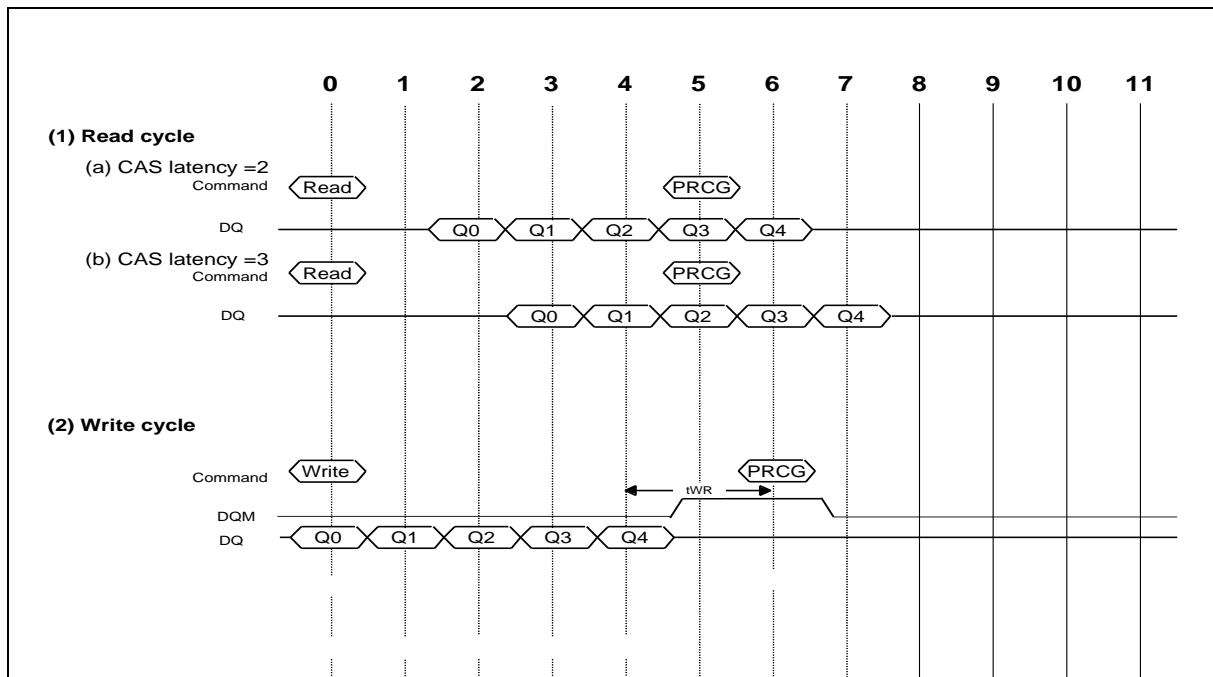 0 1 2 3 4 5 6 7 8 9 10 11
(1) Read cycle
(a) CAS latency =2
Command Read PRCG
DQ Q0 Q1 Q2 Q3 Q4
(b) CAS latency =3
Command Read PRCG
DQ Q0 Q1 Q2 Q3 Q4
(2) Write cycle
Command Write PRCG
tWR
DQM
DQ Q0 Q1 Q2 Q3 Q4